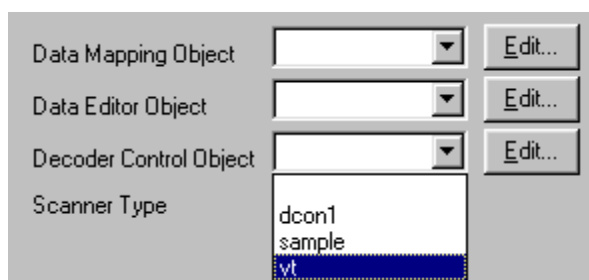 Data Mapping Object Edit...
Data Editor Object Edit...
Decoder Control Object Edit...
Scanner Type
dcon1
sample
vt